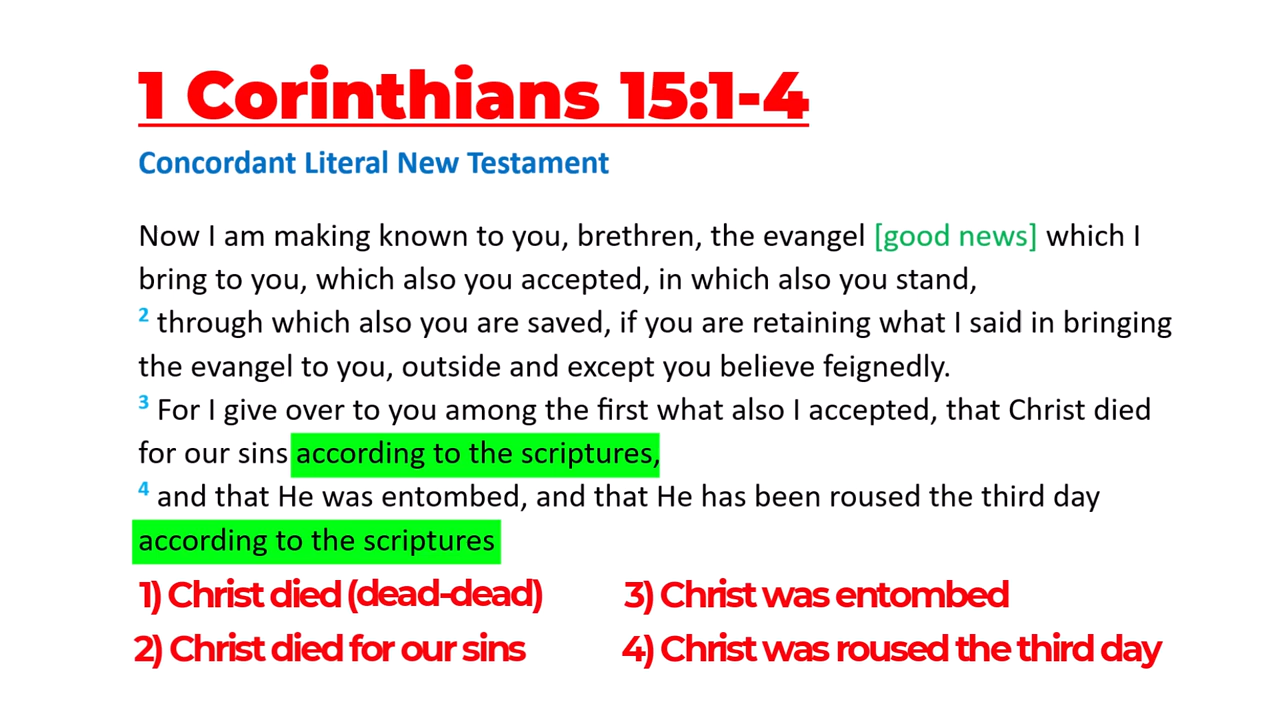 1 Corinthians 15:1-4
Concordant Literal New Testament
Now I am making known to you, brethren, the evangel [good news] which I
bring to you, which also you accepted, in which also you stand,
2 through which also you are saved, if you are retaining what I said in bringing
the evangel to you, outside and except you believe feignedly.
3 For I give over to you among the first what also I accepted, that Christ died
for our sins according to the scriptures,
4 and that He was entombed, and that He has been roused the third day
according to the scriptures
1) Christ died (dead-dead)
2) Christ died for our sins
3) Christ was entombed
4) Christ was roused the third day